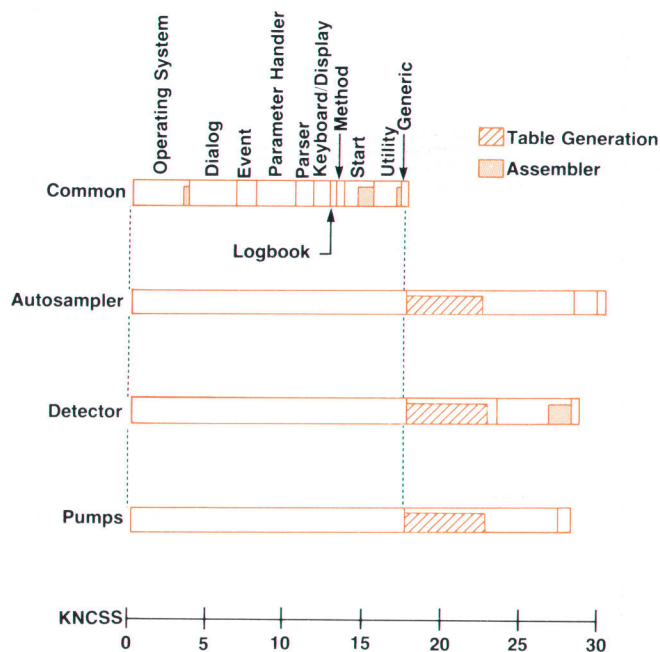 Operating System
Dialog
Event
Parameter Handler
Parser
Keyboard/Display
Method
Start
Utility
Generic
Table Generation
Assembler
Common
Logbook
Autosampler
Detector
Pumps
KNCSS
0 5 10 15 20 25 30